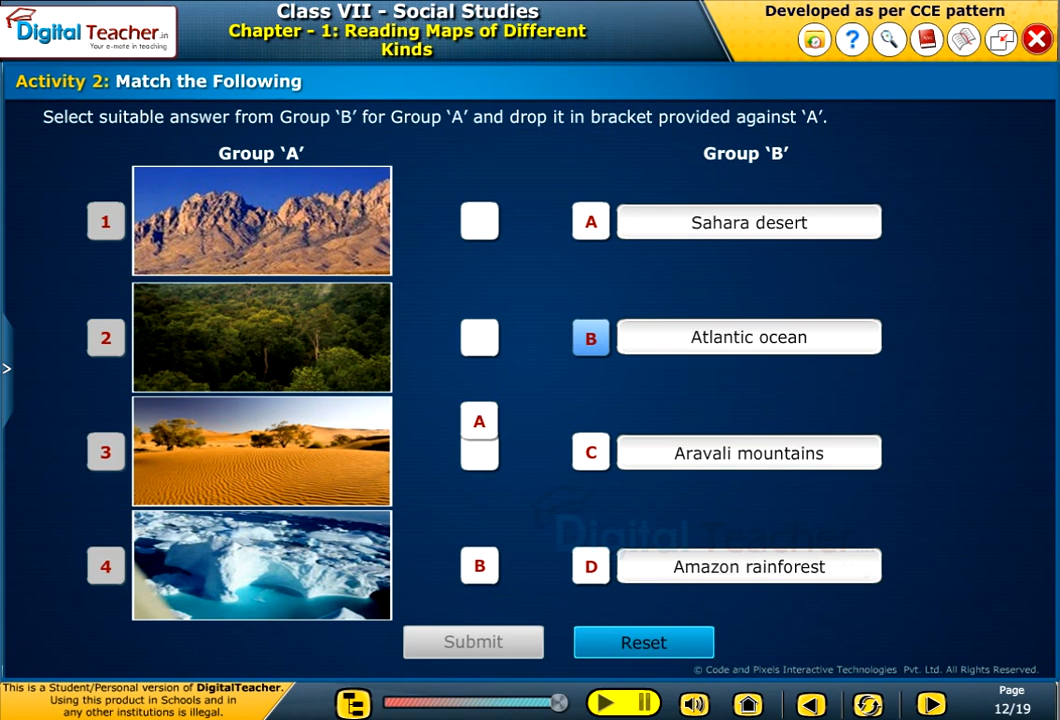 Digital Teacher.in
Your e-mate in teaching
Class VII - Social Studies
Chapter - 1: Reading Maps of Different
Kinds
Developed as per CCE pattern
?
Activity 2: Match the Following
Select suitable answer from Group ‘B’ for Group ‘A’ and drop it in bracket provided against ‘A’.
Group ‘A’
Group ‘B’
1
A
Sahara desert
2
B
Atlantic ocean
>
A
3
C
Aravali mountains
Digital Teacher.in
4
B
D
Amazon rainforest
Submit
Reset
© Code and Pixels Interactive Technologies Pvt. Ltd. All Rights Reserved.
This is a Student/Personal version of DigitalTeacher.
Using this product in Schools and in
any other institutions is illegal.
Page
12/19